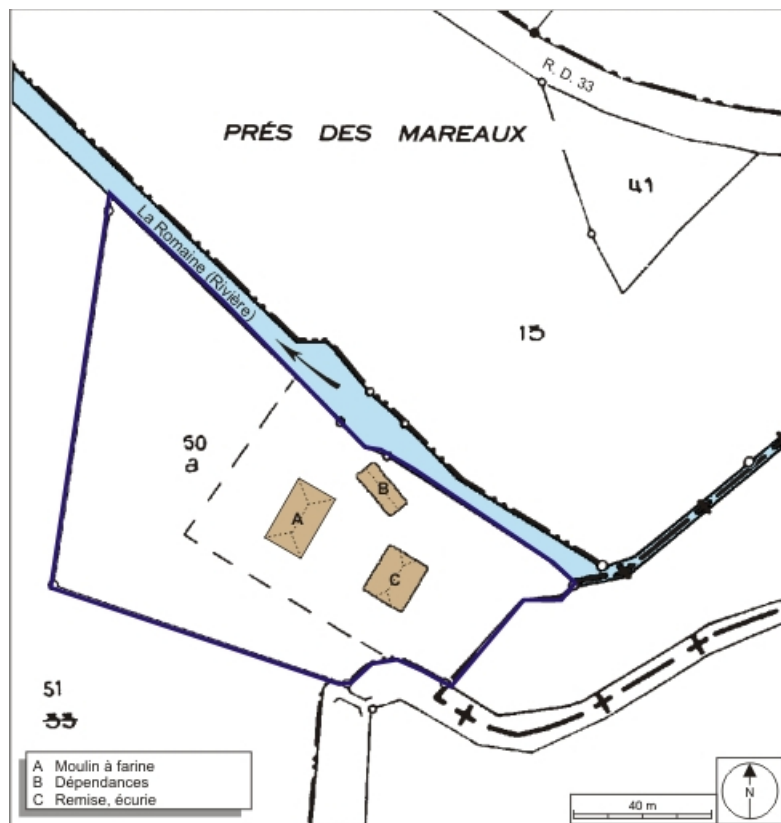 R. D. 33
PRÉS DES MAREAUX
41
La Romaine (Rivière)
15
50
a
B
A
C
51
33
A Moulin à farine
B Dépendances
C Remise, écurie
40 m
N